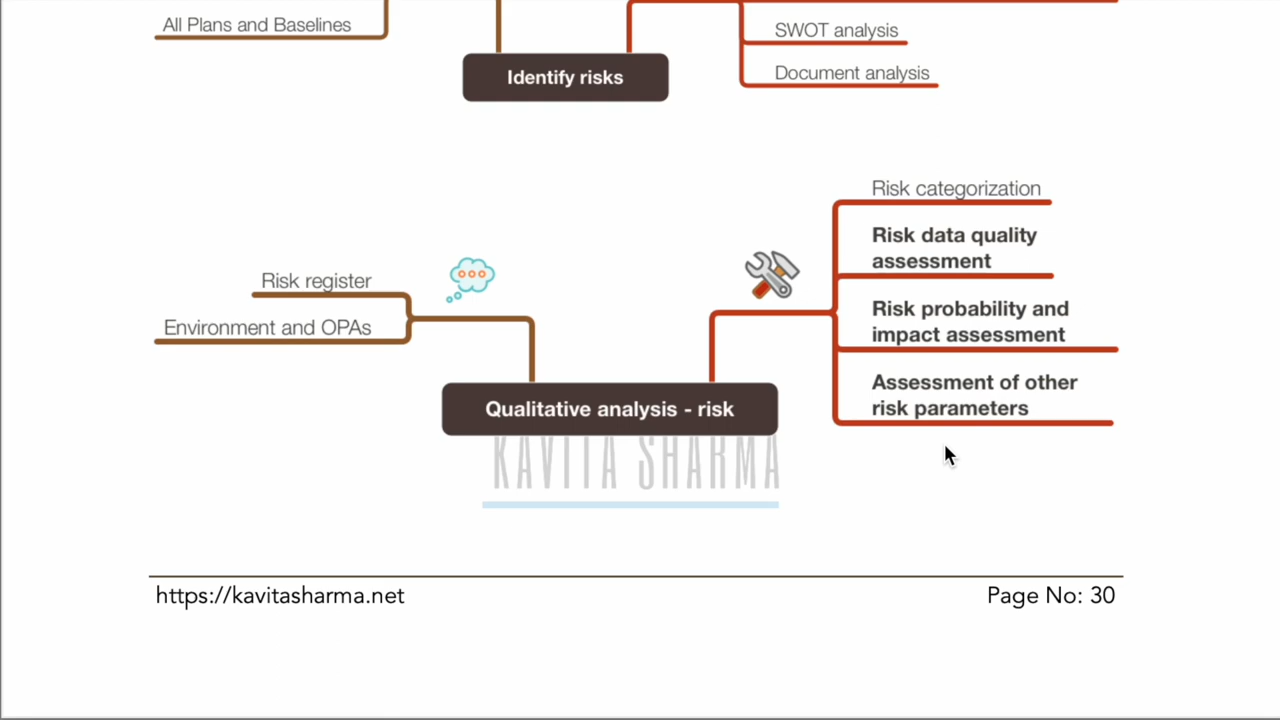 All Plans and Baselines
SWOT analysis
Identify risks
Document analysis
Risk categorization
Risk data quality
assessment
Risk register
Risk probability and
impact assessment
Environment and OPAs
Assessment of other
risk parameters
Qualitative analysis - risk
KAVITA SHARMA
https://kavitasharma.net
Page No: 30